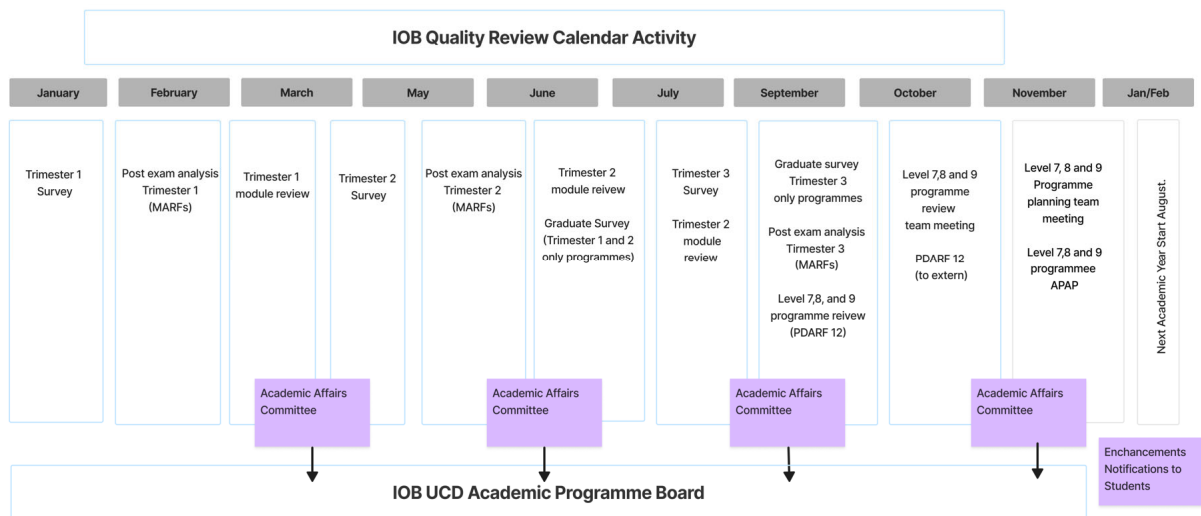 IOB Quality Review Calendar Activity
January
February
March
May
June
July
September
October
November
Jan/Feb
Trimester 1
Survey
Post exam analysis
Trimester 1
(MARFs)
Trimester 1
module review
Trimester 2
Survey
Post exam analysis
Trimester 2
(MARFs)
Trimester 2
module reivew
Graduate Survey
(Trimester 1 and 2
only programmes)
Trimester 3
Survey
Trimester 2
module
review
Graduate survey
Trimester 3
only programmes
Post exam analysis
Tirmester 3
(MARFs)
Level 7,8, and 9
programme reivew
(PDARF 12)
Level 7,8 and 9
programme
review
team meeting
PDARF 12
(to extern)
Level 7,8 and 9
Programme
planning team
meeting
Level 7,8 and 9
programmee
APAP
Next Academic Year Start August.
Academic Affairs
Committee
Academic Affairs
Committee
Academic Affairs
Committee
Academic Affairs
Committee
Enchancements
Notifications to
Students
IOB UCD Academic Programme Board